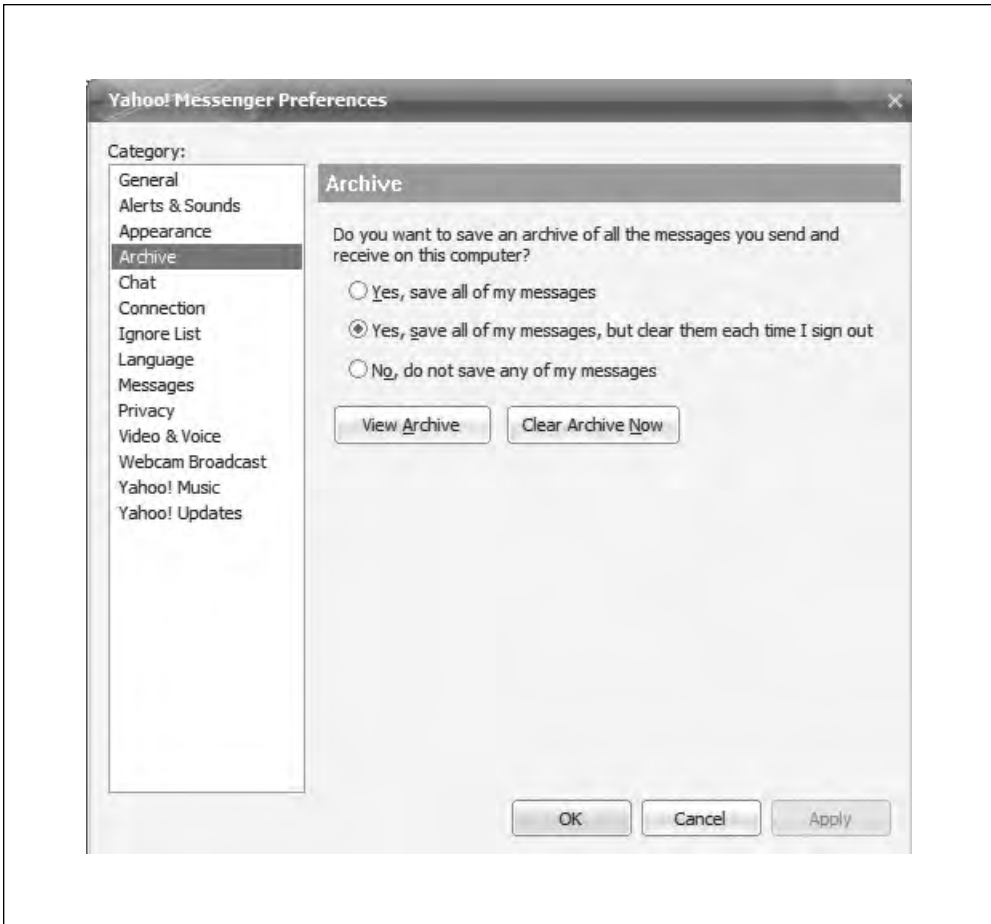 Yahoo! Messenger Preferences
Category:
General
Alerts & Sounds
Appearance
Archive
Chat
Connection
Ignore List
Language
Messages
Privacy
Video & Voice
Webcam Broadcast
Yahoo! Music
Yahoo! Updates
Archive
Do you want to save an archive of all the messages you send and
receive on this computer?
Yes, save all of my messages
Yes, save all of my messages, but clear them each time I sign out
No, do not save any of my messages
View Archive
Clear Archive Now
OK
Cancel
Apply